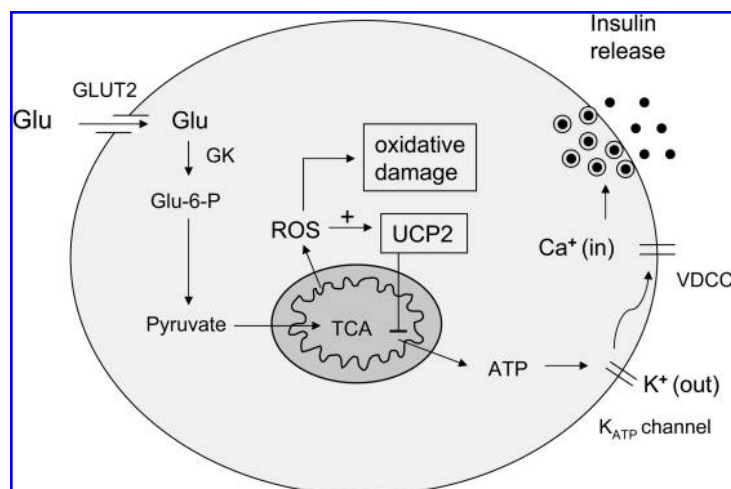 Insulin
release
GLUT2
Glu
Glu
GK
oxidative
damage
Glu-6-P
ROS
+
UCP2
Ca⁺ (in)
VDCC
Pyruvate
TCA
ATP
K⁺ (out)
K_ATP channel